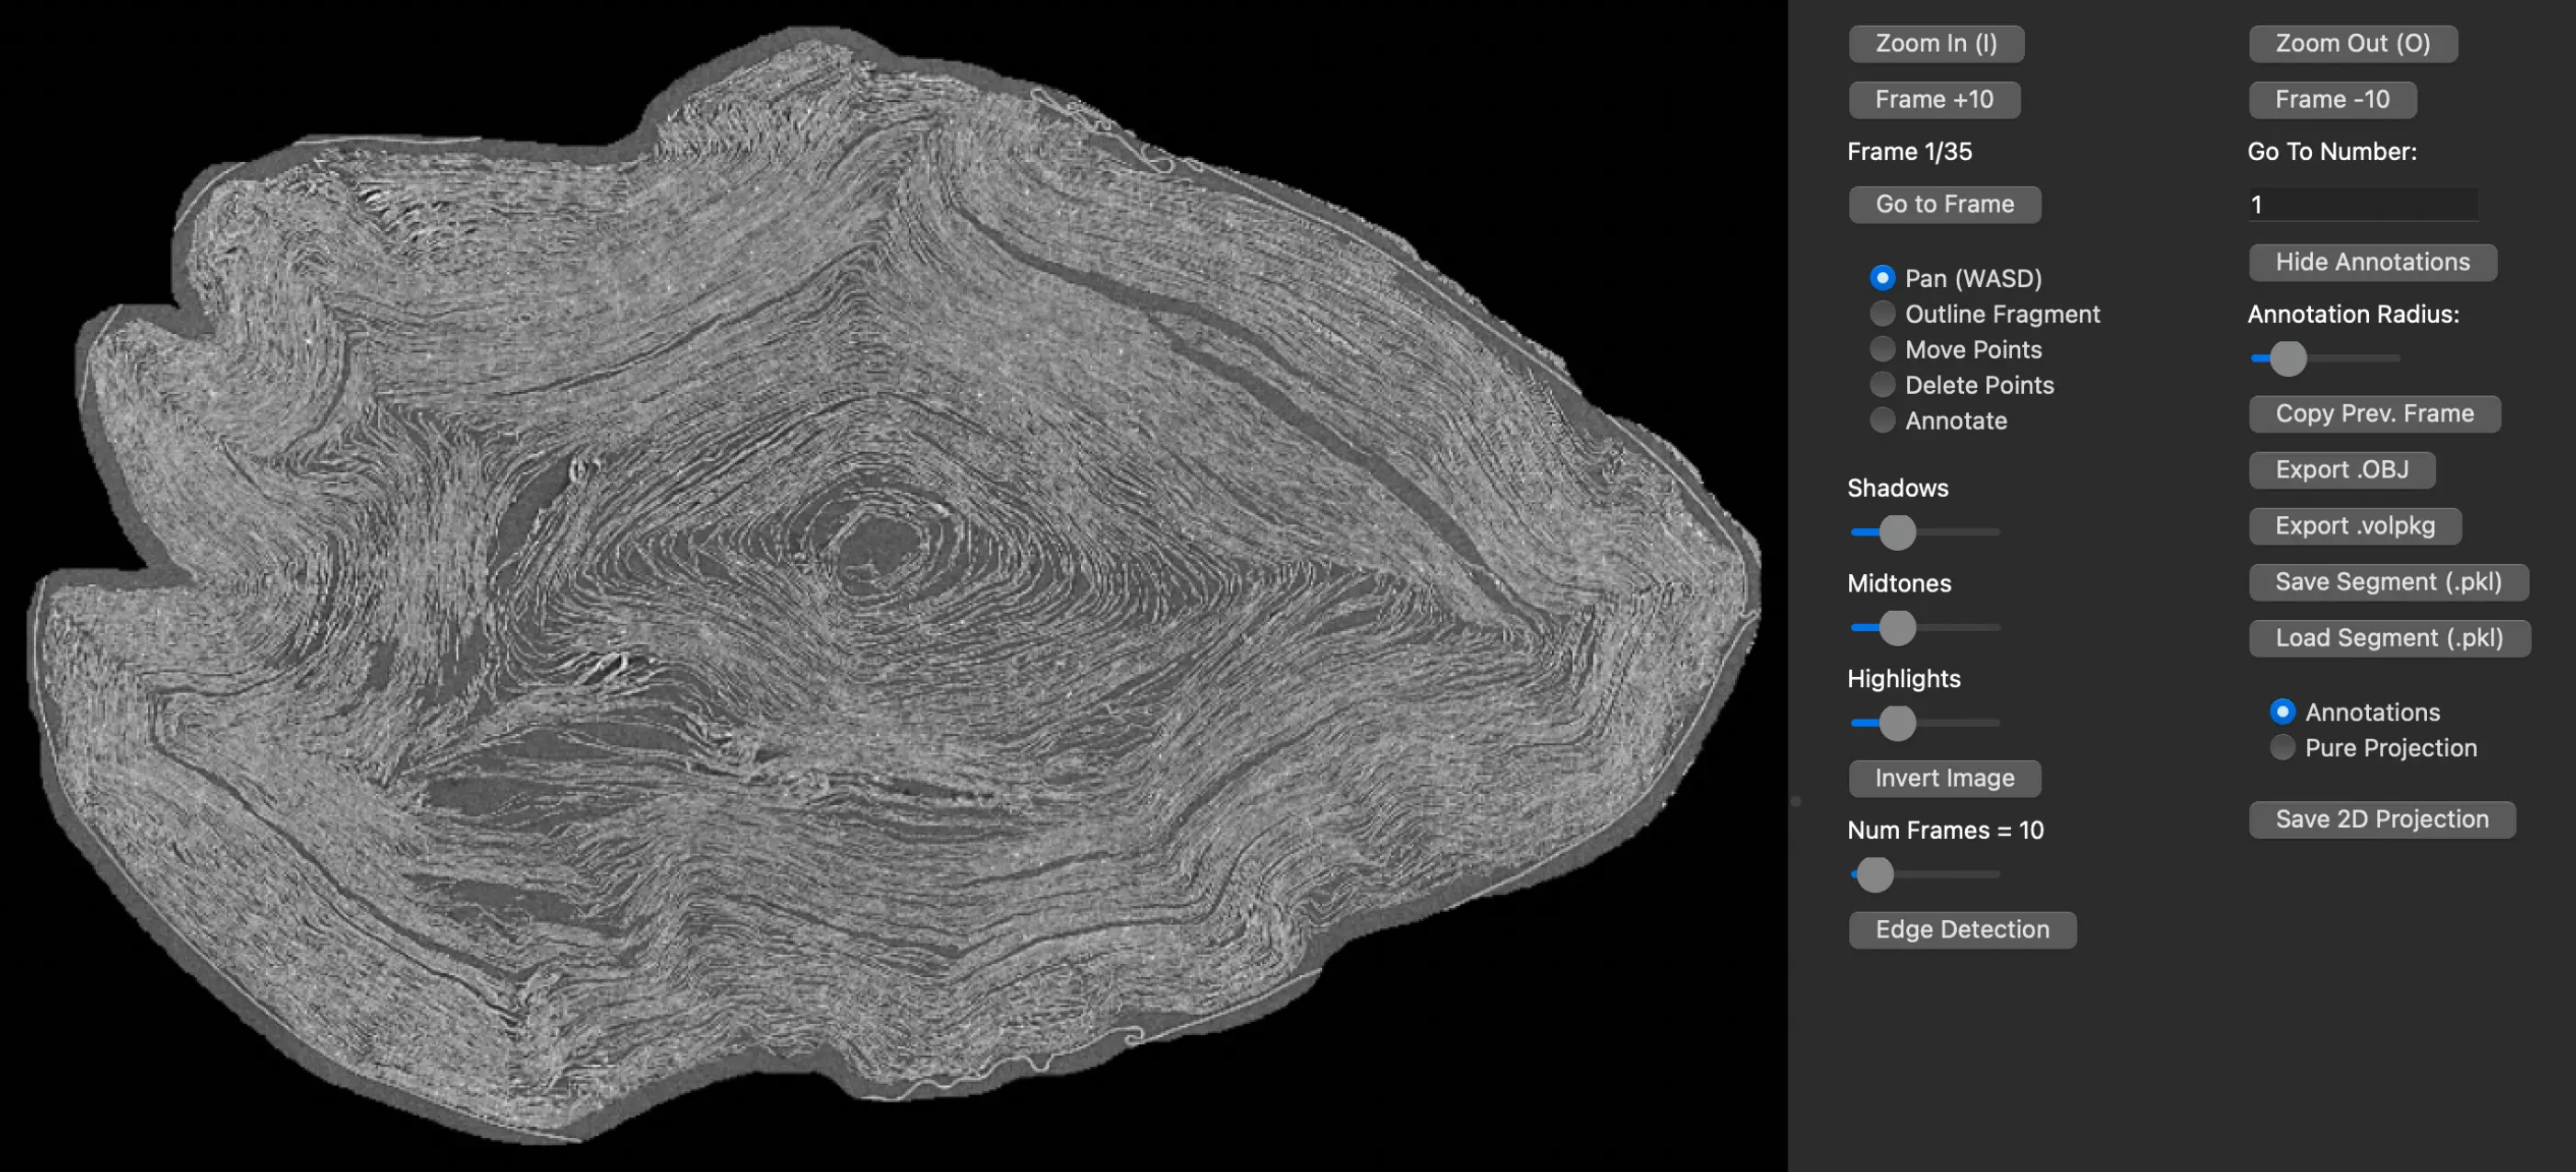 Zoom In (I)
Zoom Out (O)
Frame +10
Frame -10
Frame 1/35
Go To Number:
Go to Frame
1
Hide Annotations
Pan (WASD)
Outline Fragment
Move Points
Delete Points
Annotate
Annotation Radius:
Copy Prev. Frame
Export .OBJ
Shadows
Export .volpkg
Midtones
Save Segment (.pkl)
Load Segment (.pkl)
Highlights
Annotations
Pure Projection
Invert Image
Num Frames = 10
Save 2D Projection
Edge Detection